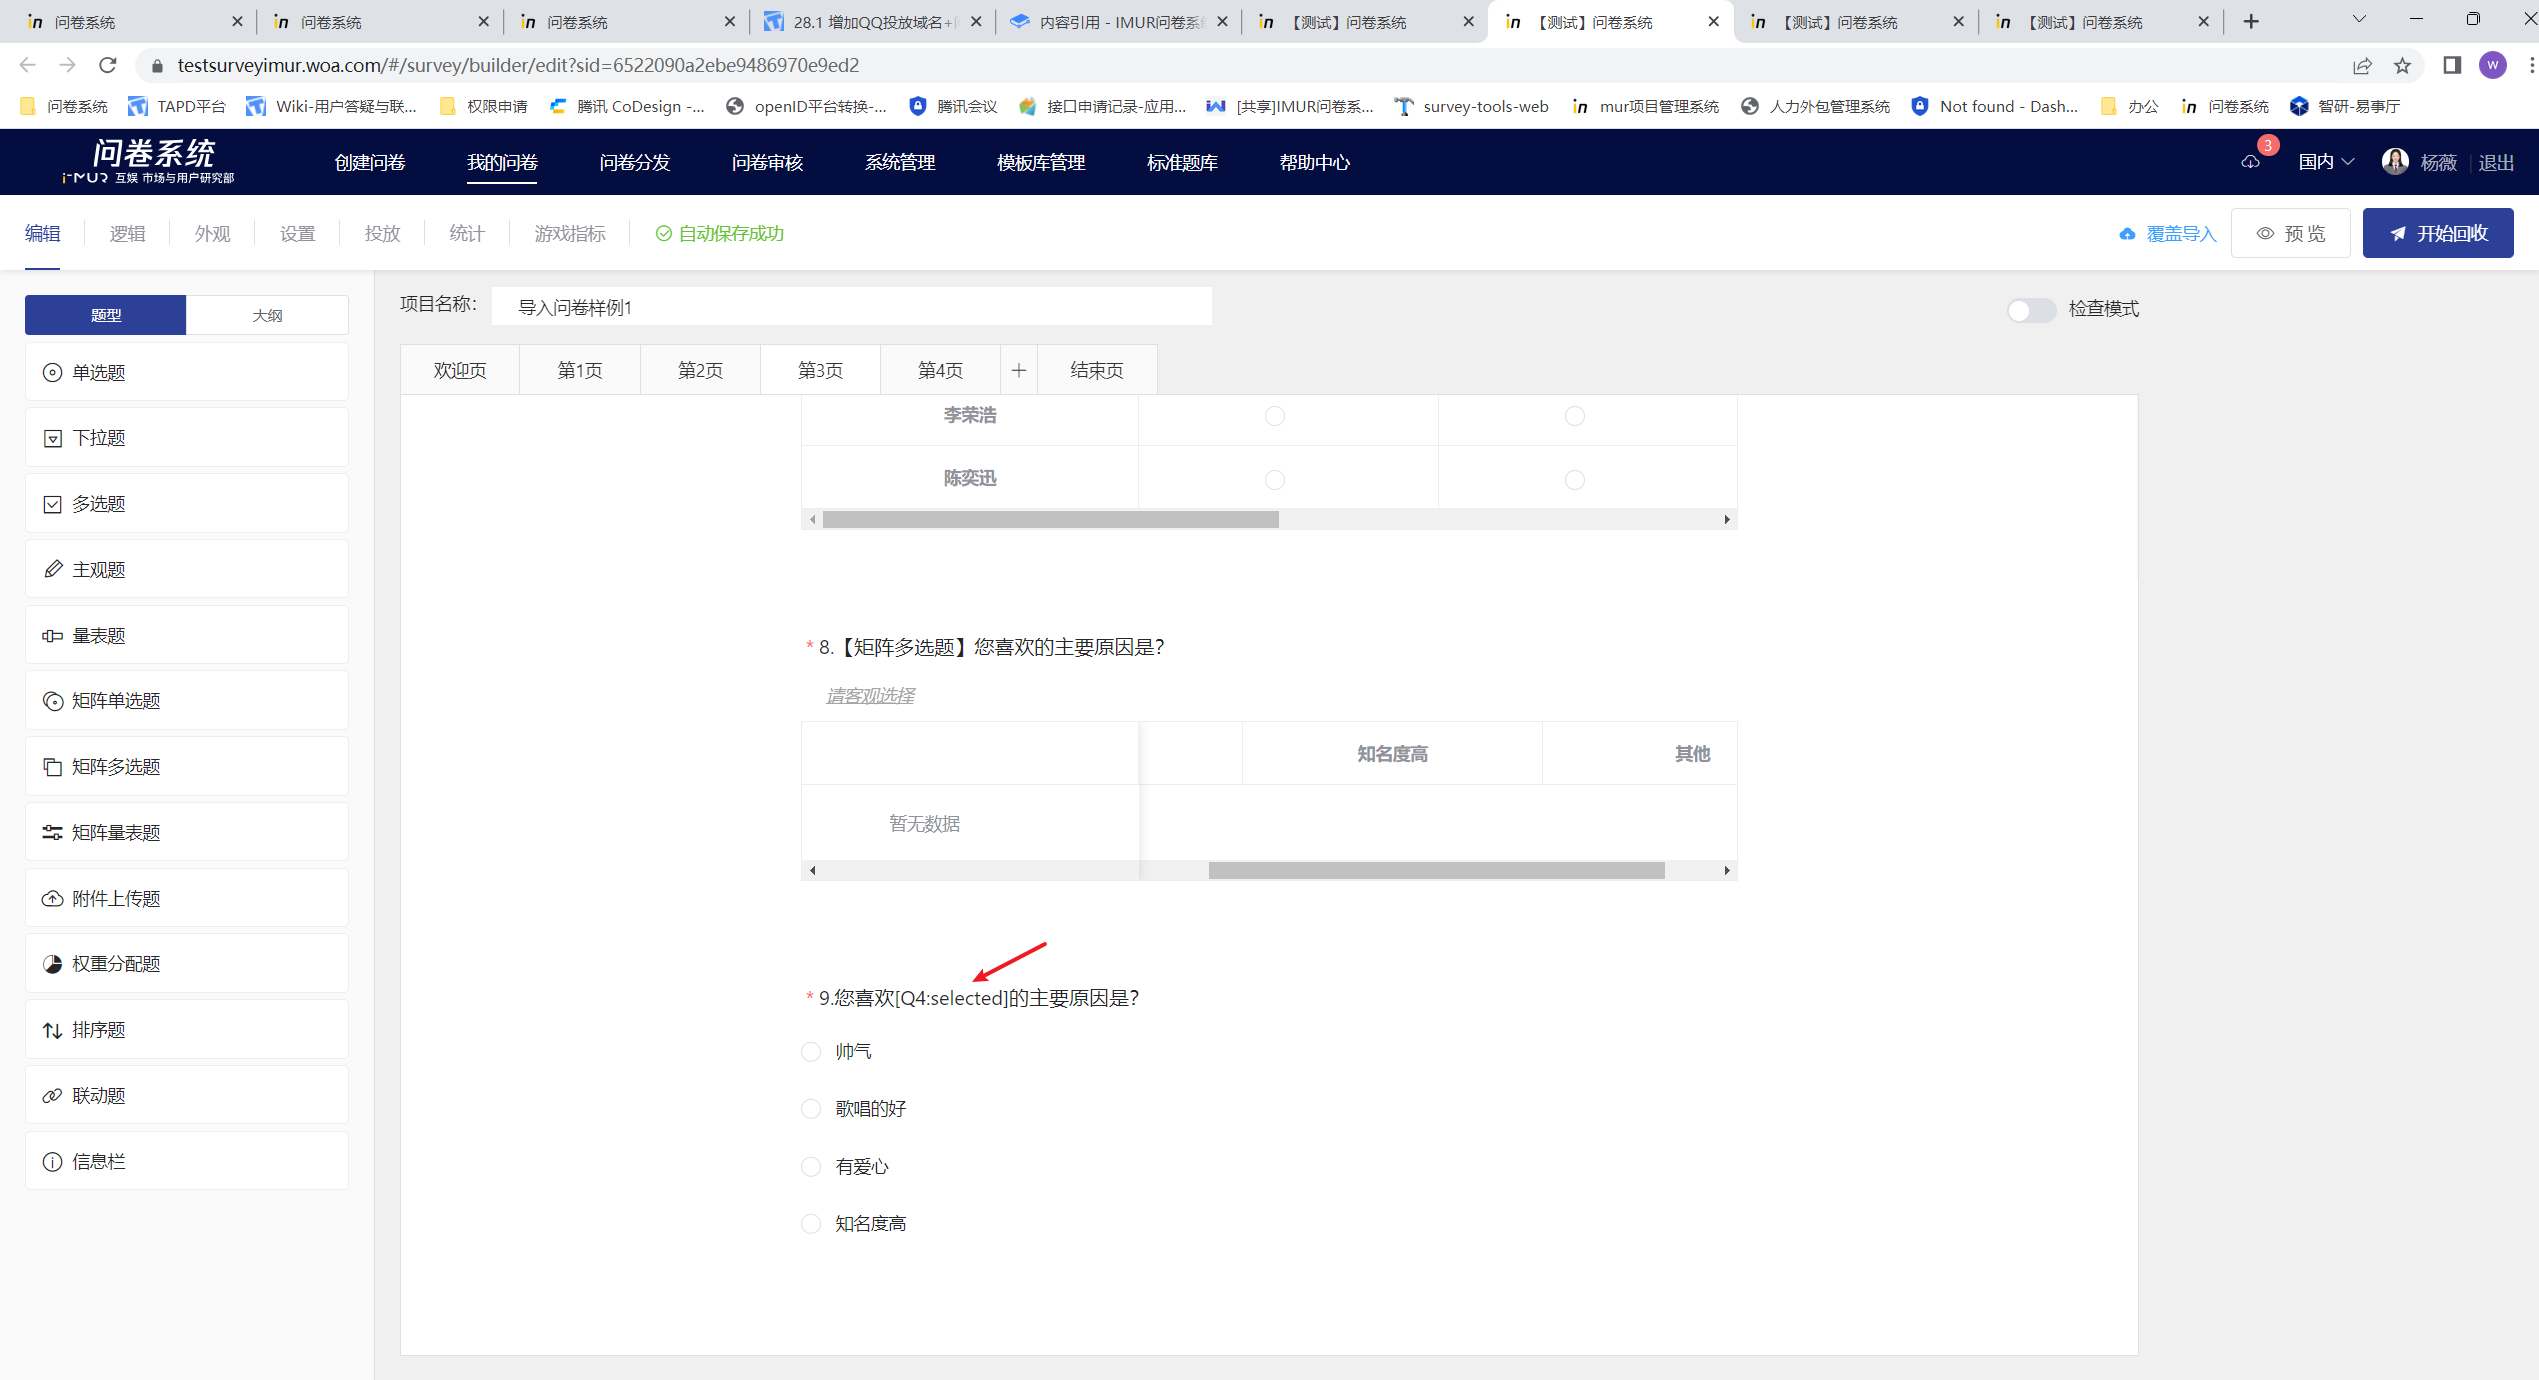 问卷系统
问卷系统
问卷系统
28.1 增加QQ投放域名+
内容引用 - IMUR问卷系
【测试】问卷系统
【测试】问卷系统
【测试】问卷系统
【测试】问卷系统
testsurveyimur.woa.com/#/survey/builder/edit?sid=6522090a2ebe9486970e9ed2
W
问卷系统
TAPD平台
Wiki-用户答疑与联...
权限申请
腾讯 CoDesign -...
openID平台转换-...
腾讯会议
接口申请记录-应用...
[共享]IMUR问卷系...
survey-tools-web
mur项目管理系统
人力外包管理系统
Not found - Dash...
办公
问卷系统
智研-易事厅
问卷系统
i-MUR 互娱 市场与用户研究部
创建问卷
我的问卷
问卷分发
问卷审核
系统管理
模板库管理
标准题库
帮助中心
3
国内
杨薇
退出
编辑
逻辑
外观
设置
投放
统计
游戏指标
自动保存成功
覆盖导入
预 览
开始回收
题型
大纲
项目名称：
导入问卷样例1
检查模式
欢迎页
第1页
第2页
第3页
第4页
+
结束页
单选题
下拉题
多选题
主观题
量表题
矩阵单选题
矩阵多选题
矩阵量表题
附件上传题
权重分配题
排序题
联动题
信息栏
李荣浩
陈奕迅
* 8.【矩阵多选题】您喜欢的主要原因是？
请客观选择
知名度高
其他
暂无数据
* 9.您喜欢[Q4:selected]的主要原因是？
帅气
歌唱的好
有爱心
知名度高